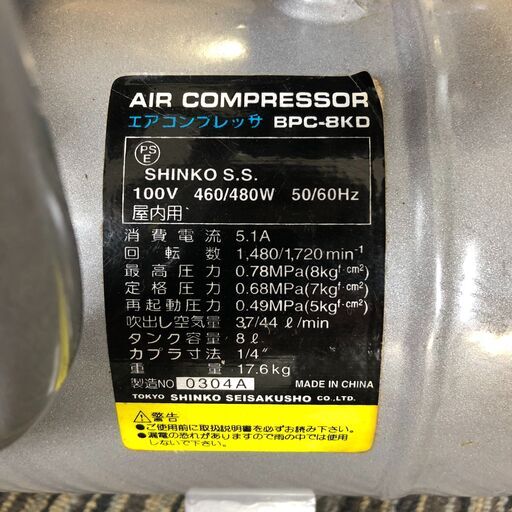 AIR COMPRESSOR
エアコンプレッサ BPC-8KD
PS
E
SHINKO S.S.
100V 460/480W 50/60Hz
屋内用
消費電流 5.1A
回転数 1,480/1,720min⁻¹
最高圧力 0.78MPa(8kgf·cm²)
定格圧力 0.68MPa(7kgf·cm²)
再起動圧力 0.49MPa(5kgf·cm²)
吹出し空気量 37/44 ℓ/min
タンク容量 8ℓ
カプラ寸法 1/4"
重量 17.6kg
製造NO 0304A MADE IN CHINA
TOKYO SHINKO SEISAKUSHO CO.,LTD.
⚠警告
●ご使用前に取扱説明書を必ずお読み下さい。
●漏電の恐れがありますので雨の中では使用
しないで下さい。